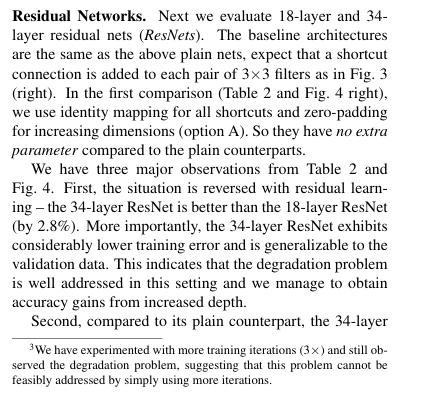 Residual Networks. Next we evaluate 18-layer and 34-
layer residual nets (ResNets). The baseline architectures
are the same as the above plain nets, expect that a shortcut
connection is added to each pair of 3×3 filters as in Fig. 3
(right). In the first comparison (Table 2 and Fig. 4 right),
we use identity mapping for all shortcuts and zero-padding
for increasing dimensions (option A). So they have no extra
parameter compared to the plain counterparts.
We have three major observations from Table 2 and
Fig. 4. First, the situation is reversed with residual learn-
ing – the 34-layer ResNet is better than the 18-layer ResNet
(by 2.8%). More importantly, the 34-layer ResNet exhibits
considerably lower training error and is generalizable to the
validation data. This indicates that the degradation problem
is well addressed in this setting and we manage to obtain
accuracy gains from increased depth.
Second, compared to its plain counterpart, the 34-layer
3We have experimented with more training iterations (3×) and still ob-
served the degradation problem, suggesting that this problem cannot be
feasibly addressed by simply using more iterations.